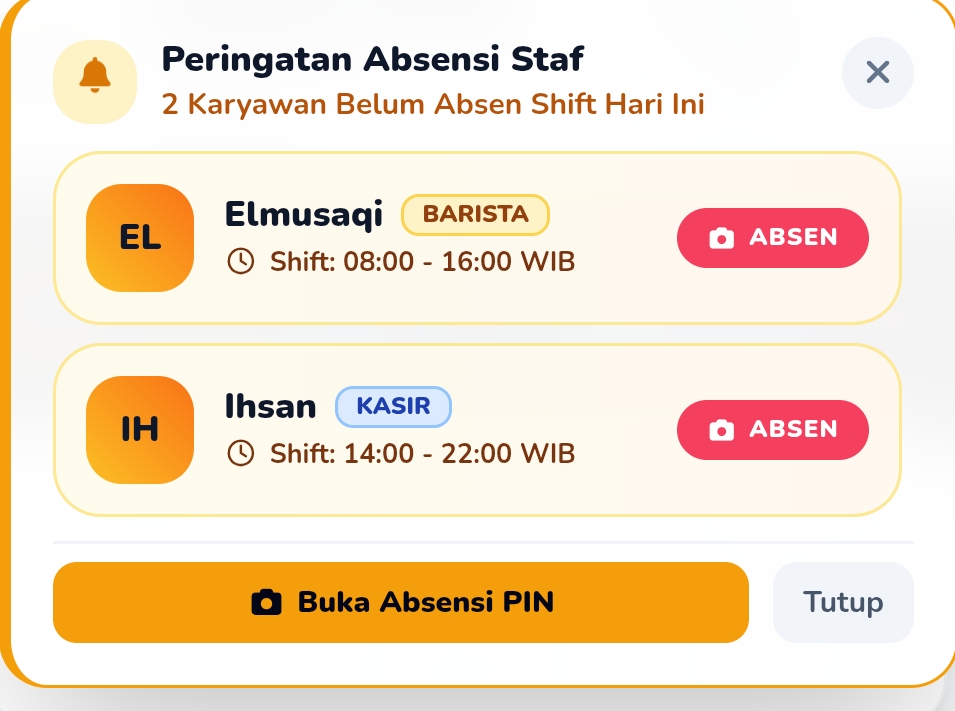 Peringatan Absensi Staf
2 Karyawan Belum Absen Shift Hari Ini
EL
Elmusaqi BARISTA
Shift: 08:00 - 16:00 WIB
ABSEN
IH
Ihsan KASIR
Shift: 14:00 - 22:00 WIB
ABSEN
Buka Absensi PIN
Tutup